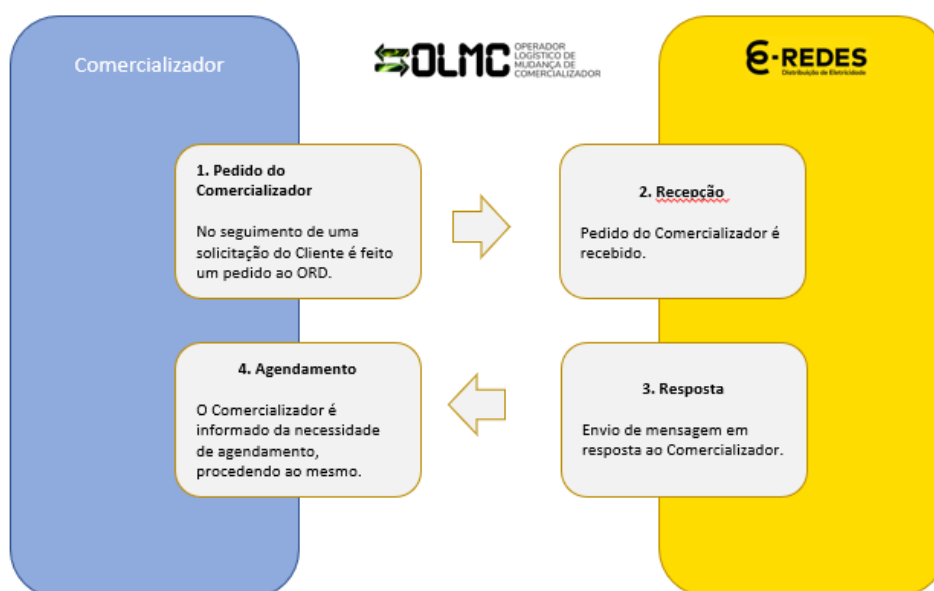 Comercializador
OLMC
OPERADOR
LOGÍSTICO DE
MUDANÇA DE
COMERCIALIZADOR
E-REDES
Distribuição de Eletricidade
1. Pedido do
Comercializador
No seguimento de uma
solicitação do Cliente é feito
um pedido ao ORD.
2. Recepção
Pedido do Comercializador é
recebido.
3. Resposta
Envio de mensagem em
resposta ao Comercializador.
4. Agendamento
O Comercializador é
informado da necessidade
de agendamento,
procedendo ao mesmo.